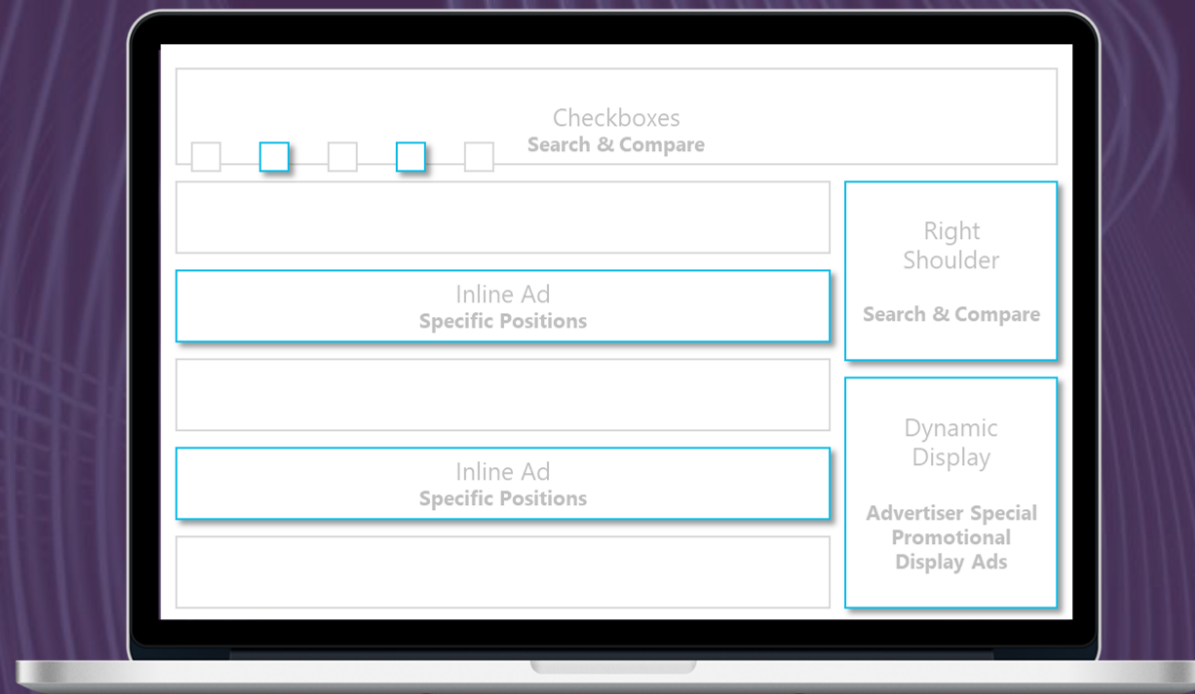 Checkboxes
Search & Compare
Inline Ad
Specific Positions
Inline Ad
Specific Positions
Right
Shoulder
Search & Compare
Dynamic
Display
Advertiser Special
Promotional
Display Ads